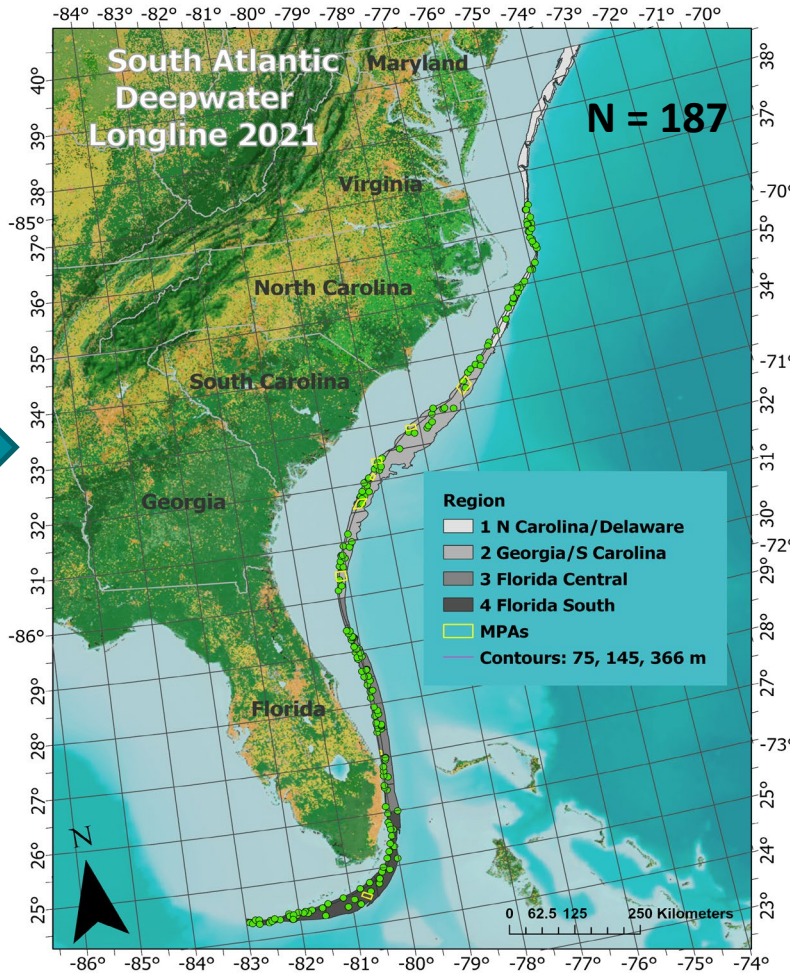 -84° -83° -82° -81° -80° -79° -78° -77° -76° -75° -74° -73° -72° -71° -70°
South Atlantic
Deepwater
Longline 2021
N = 187
Maryland
Virginia
North Carolina
South Carolina
Georgia
Florida
40°
39°
38°
-85°
37°
36°
35°
34°
33°
32°
31°
-86°
29°
28°
27°
26°
25°
38°
37°
-70°
35°
34°
-71°
32°
31°
30°
-72°
29°
28°
27°
-73°
25°
24°
23°
Region
1 N Carolina/Delaware
2 Georgia/S Carolina
3 Florida Central
4 Florida South
MPAs
Contours: 75, 145, 366 m
N
0 62.5 125 250 Kilometers
-86° -85° -84° -83° -82° -81° -80° -79° -78° -77° -76° -75° -74°